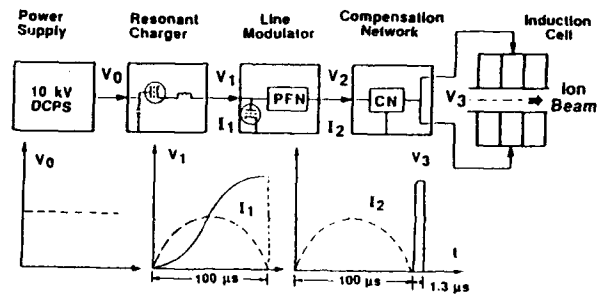 Power Supply
Resonant Charger
Line Modulator
Compensation Network
Induction Cell
10 kV DCPS
V0
V1
I1
PFN
V2
I2
CN
V3
Ion Beam
V0
V1
I1
100 µs
I2
V3
t
100 µs
1.3 µs